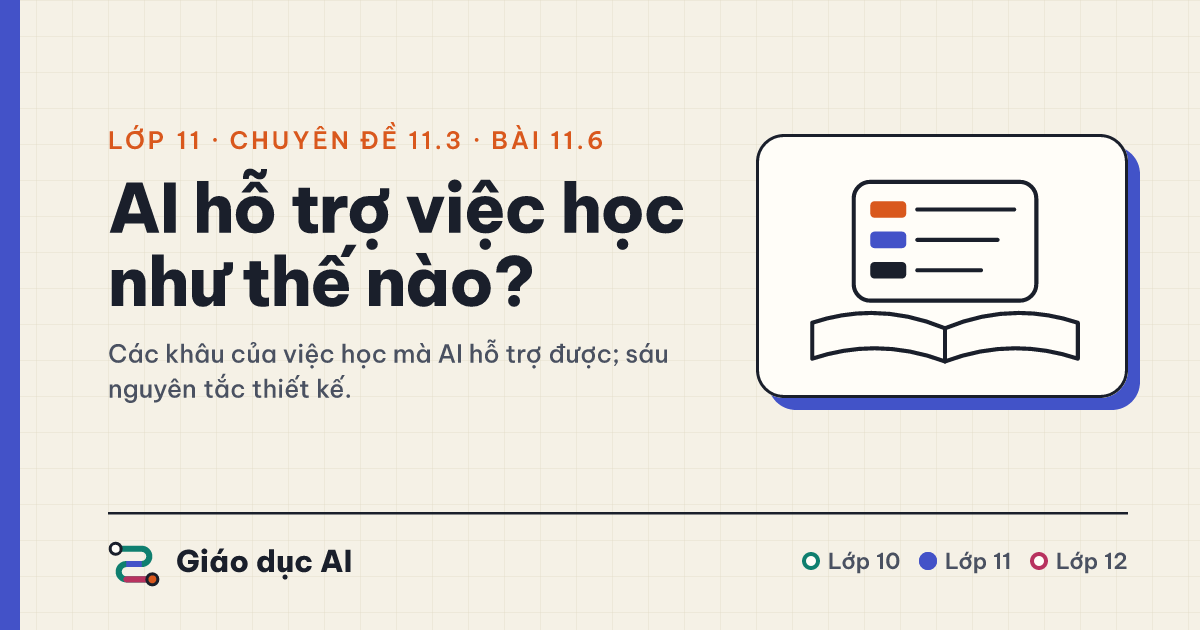 LỚP 11 · CHUYÊN ĐỀ 11.3 · BÀI 11.6
AI hỗ trợ việc học
như thế nào?
Các khâu của việc học mà AI hỗ trợ được; sáu
nguyên tắc thiết kế.
Giáo dục AI
Lớp 10
Lớp 11
Lớp 12